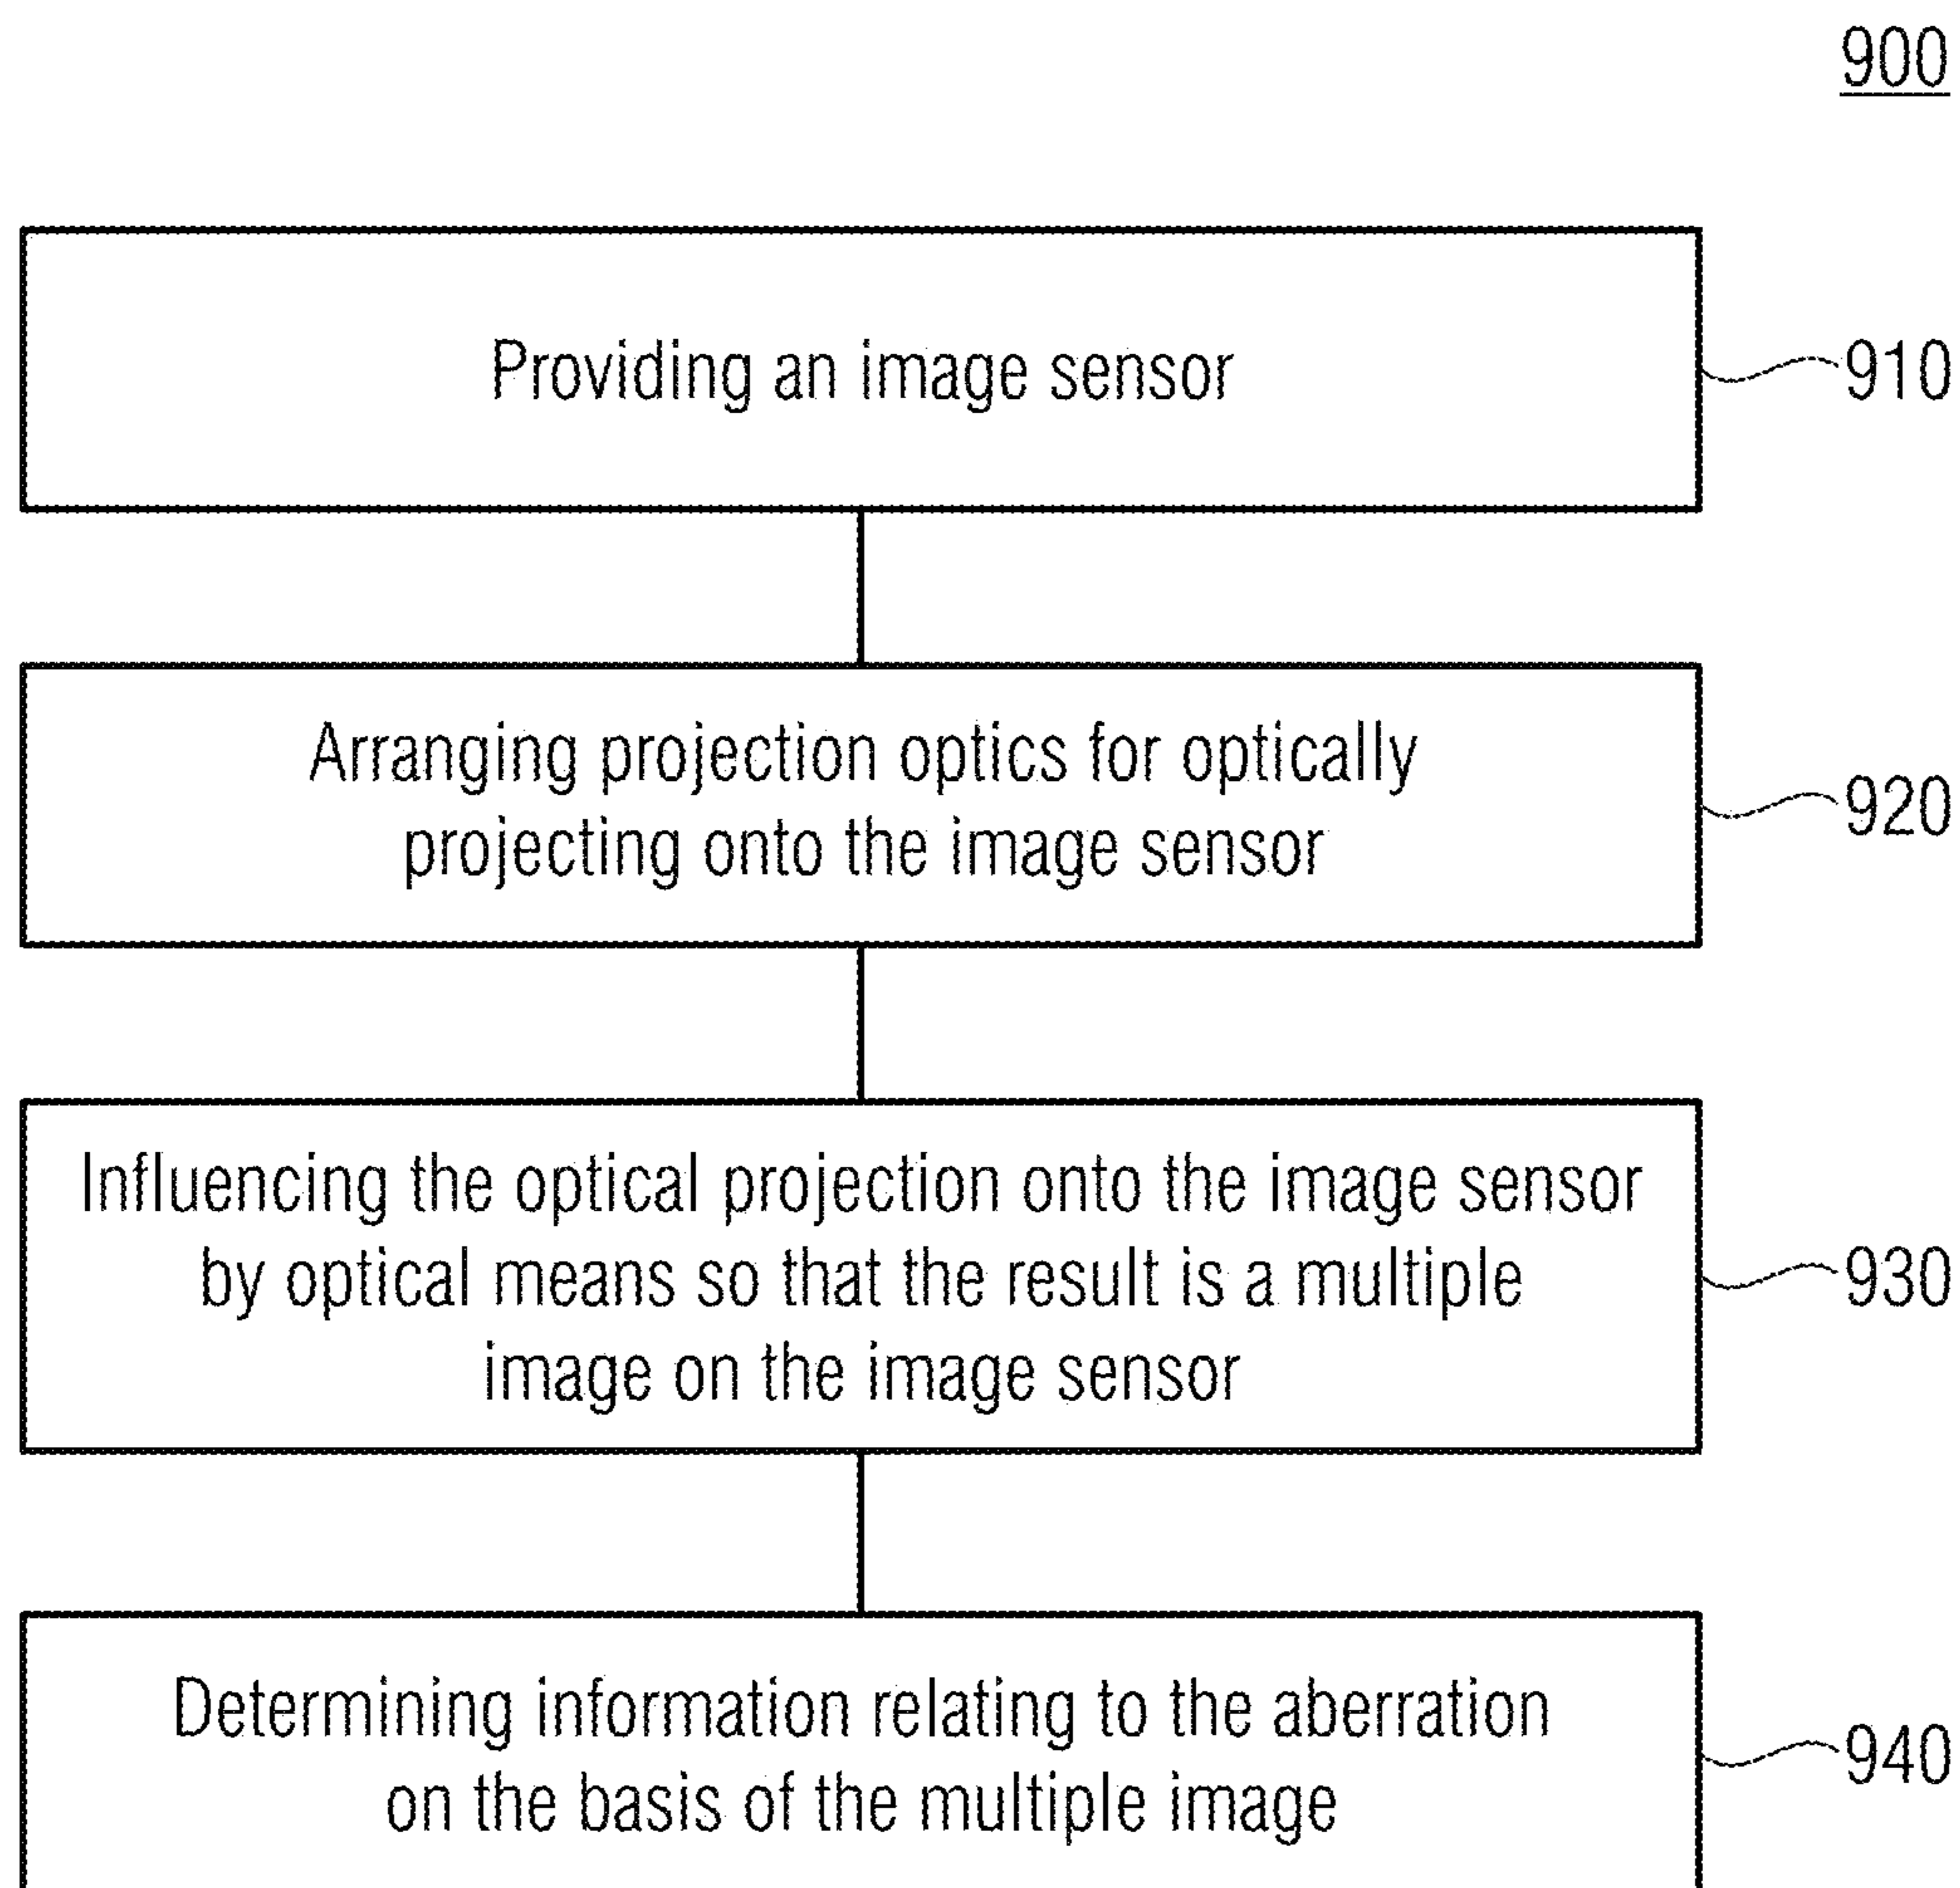 900
Providing an image sensor
910
Arranging projection optics for optically
projecting onto the image sensor
920
Influencing the optical projection onto the image sensor
by optical means so that the result is a multiple
image on the image sensor
930
Determining information relating to the aberration
on the basis of the multiple image
940